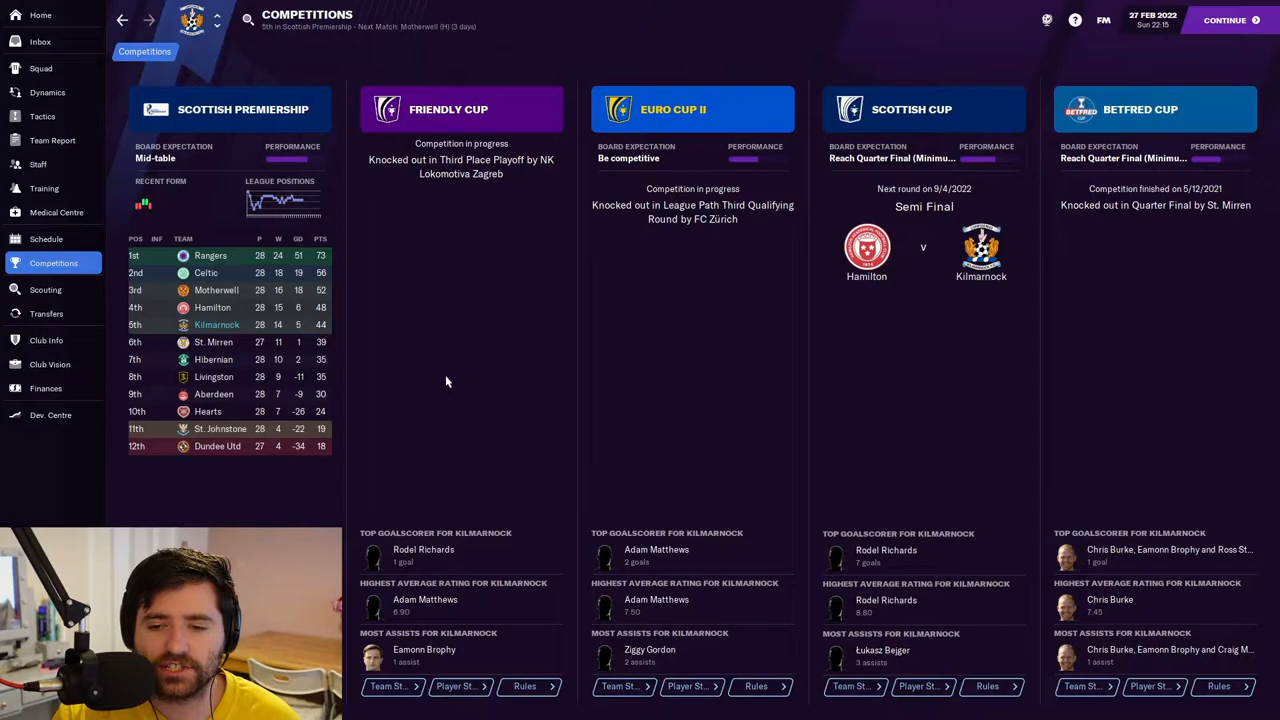 Home
Inbox
Squad
Dynamics
Tactics
Team Report
Staff
Training
Medical Centre
Schedule
Competitions
Scouting
Transfers
Club Info
Club Vision
Finances
Dev. Centre
COMPETITIONS
5th in Scottish Premiership - Next Match: Motherwell (H) (3 days)
FM
27 FEB 2022
Sun 22:15
CONTINUE
Competitions
SCOTTISH PREMIERSHIP
BOARD EXPECTATION PERFORMANCE
Mid-table
RECENT FORM LEAGUE POSITIONS
POS INF TEAM P W GD PTS
1st Rangers 28 24 51 73
2nd Celtic 28 18 19 56
3rd Motherwell 28 16 18 52
4th Hamilton 28 15 6 48
5th Kilmarnock 28 14 5 44
6th St. Mirren 27 11 1 39
7th Hibernian 28 10 2 35
8th Livingston 28 9 -11 35
9th Aberdeen 28 7 -9 30
10th Hearts 28 7 -26 24
11th St. Johnstone 28 4 -22 19
12th Dundee Utd 27 4 -34 18
FRIENDLY CUP
Competition in progress
Knocked out in Third Place Playoff by NK
Lokomotiva Zagreb
TOP GOALSCORER FOR KILMARNOCK
Rodel Richards
1 goal
HIGHEST AVERAGE RATING FOR KILMARNOCK
Adam Matthews
6.90
MOST ASSISTS FOR KILMARNOCK
Eamonn Brophy
1 assist
Team St... Player St... Rules
EURO CUP II
BOARD EXPECTATION PERFORMANCE
Be competitive
Competition in progress
Knocked out in League Path Third Qualifying
Round by FC Zürich
TOP GOALSCORER FOR KILMARNOCK
Adam Matthews
2 goals
HIGHEST AVERAGE RATING FOR KILMARNOCK
Adam Matthews
7.50
MOST ASSISTS FOR KILMARNOCK
Ziggy Gordon
2 assists
Team St... Player St... Rules
SCOTTISH CUP
BOARD EXPECTATION PERFORMANCE
Reach Quarter Final (Minimu...
Next round on 9/4/2022
Semi Final
v
Hamilton Kilmarnock
TOP GOALSCORER FOR KILMARNOCK
Rodel Richards
7 goals
HIGHEST AVERAGE RATING FOR KILMARNOCK
Rodel Richards
8.80
MOST ASSISTS FOR KILMARNOCK
Łukasz Bejger
3 assists
Team St... Player St... Rules
BETFRED CUP
BOARD EXPECTATION PERFORMANCE
Reach Quarter Final (Minimu...
Competition finished on 5/12/2021
Knocked out in Quarter Final by St. Mirren
TOP GOALSCORER FOR KILMARNOCK
Chris Burke, Eamonn Brophy and Ross St...
1 goal
HIGHEST AVERAGE RATING FOR KILMARNOCK
Chris Burke
7.45
MOST ASSISTS FOR KILMARNOCK
Chris Burke, Eamonn Brophy and Craig M...
1 assist
Team St... Player St... Rules